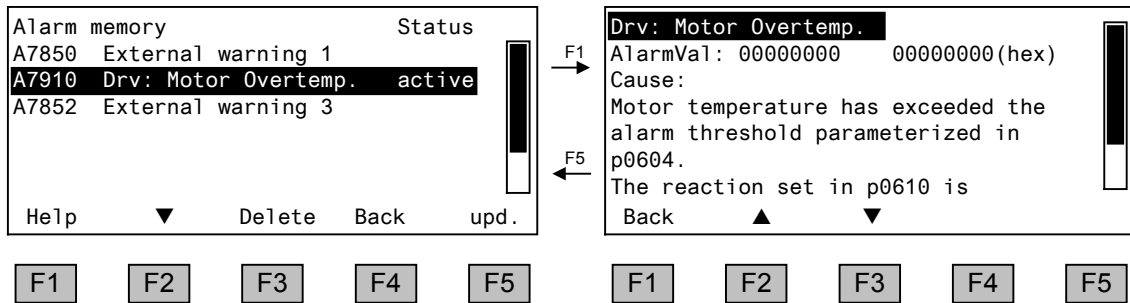 Alarm memory Status
A7850 External warning 1
A7910 Drv: Motor Overtemp. active
A7852 External warning 3
Help ▼ Delete Back upd.
F1 F2 F3 F4 F5
F1
F5
Drv: Motor Overtemp.
AlarmVal: 00000000 00000000(hex)
Cause:
Motor temperature has exceeded the
alarm threshold parameterized in
p0604.
The reaction set in p0610 is
Back ▲ ▼
F1 F2 F3 F4 F5